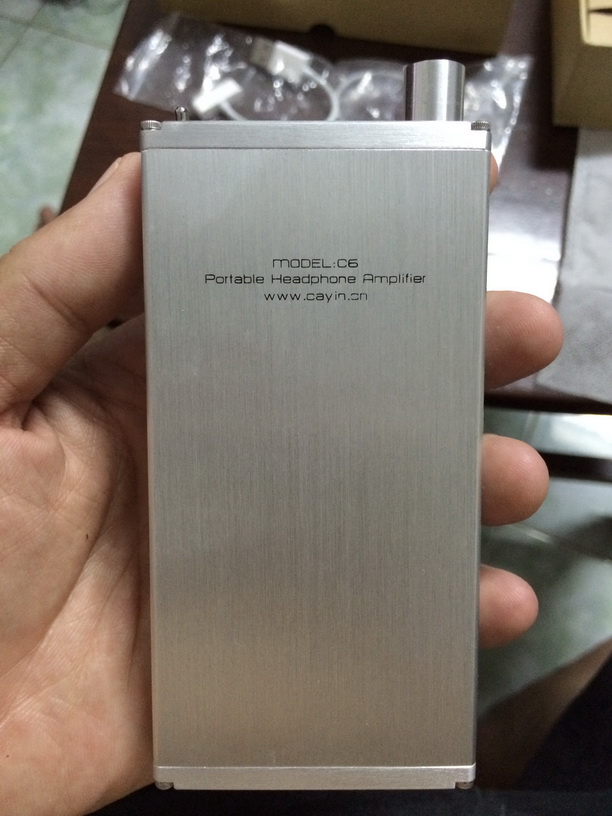 MODEL:C6
Portable Headphone Amplifier
www.cayin.cn